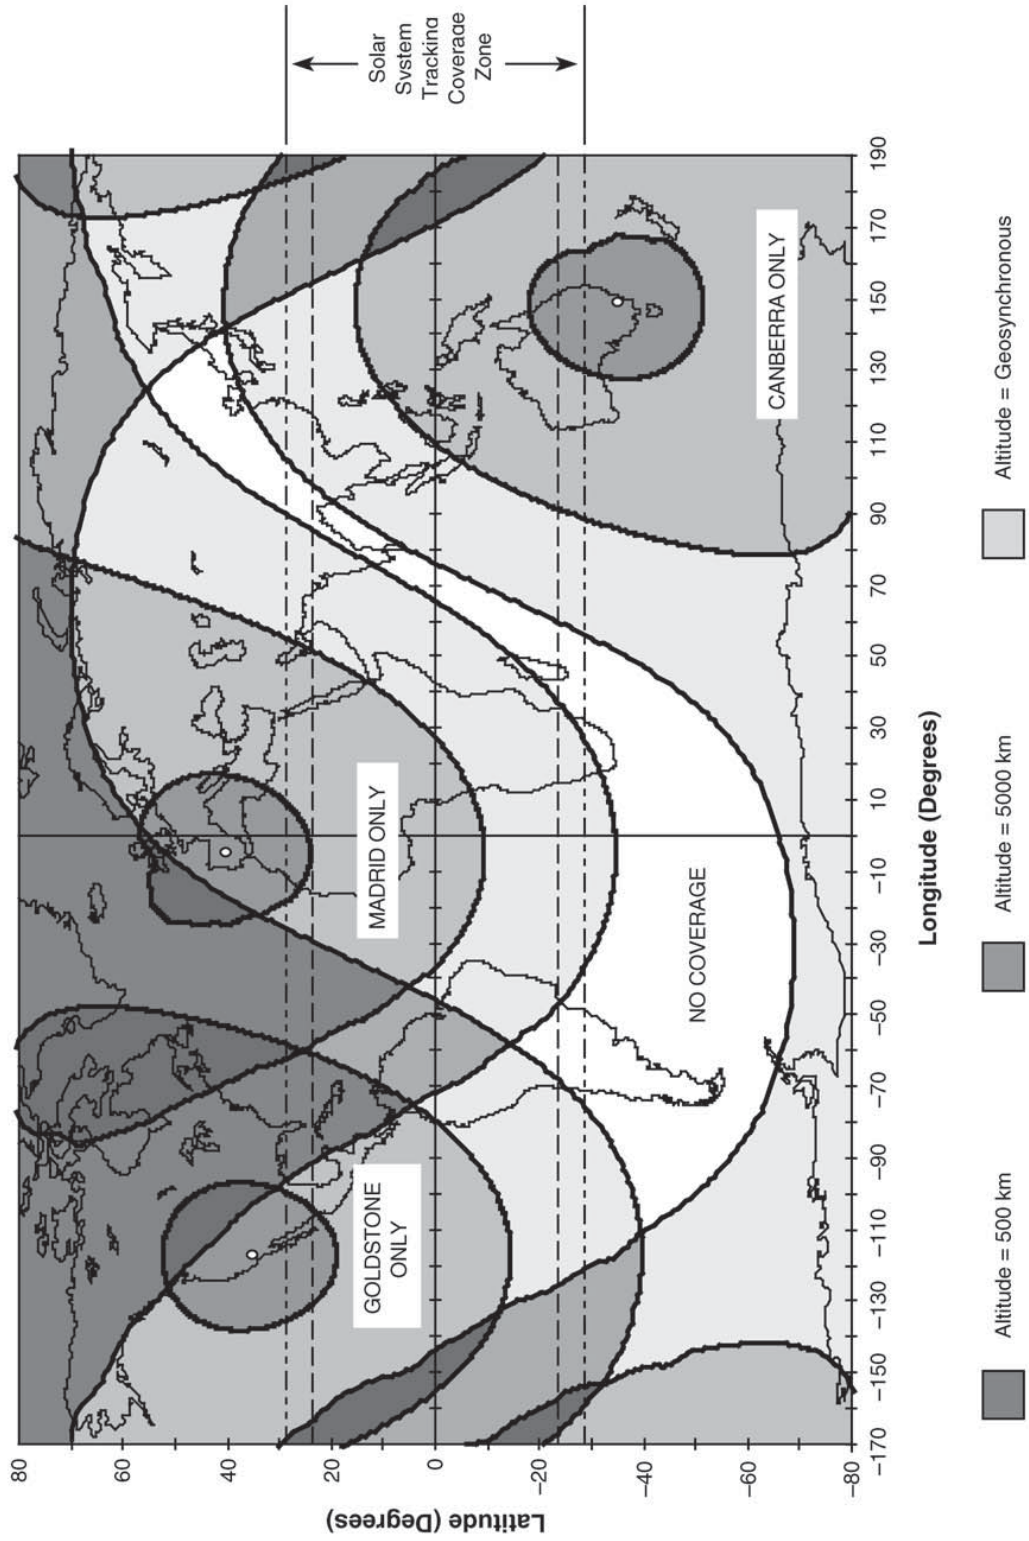 Solar
System
Tracking
Coverage
Zone
Latitude (Degrees)
80
60
40
20
0
–20
–40
–60
–80
GOLDSTONE
ONLY
MADRID ONLY
NO COVERAGE
CANBERRA ONLY
–170 –150 –130 –110 –90 –70 –50 –30 –10 10 30 50 70 90 110 130 150 170 190
Longitude (Degrees)
Altitude = 500 km
Altitude = 5000 km
Altitude = Geosynchronous